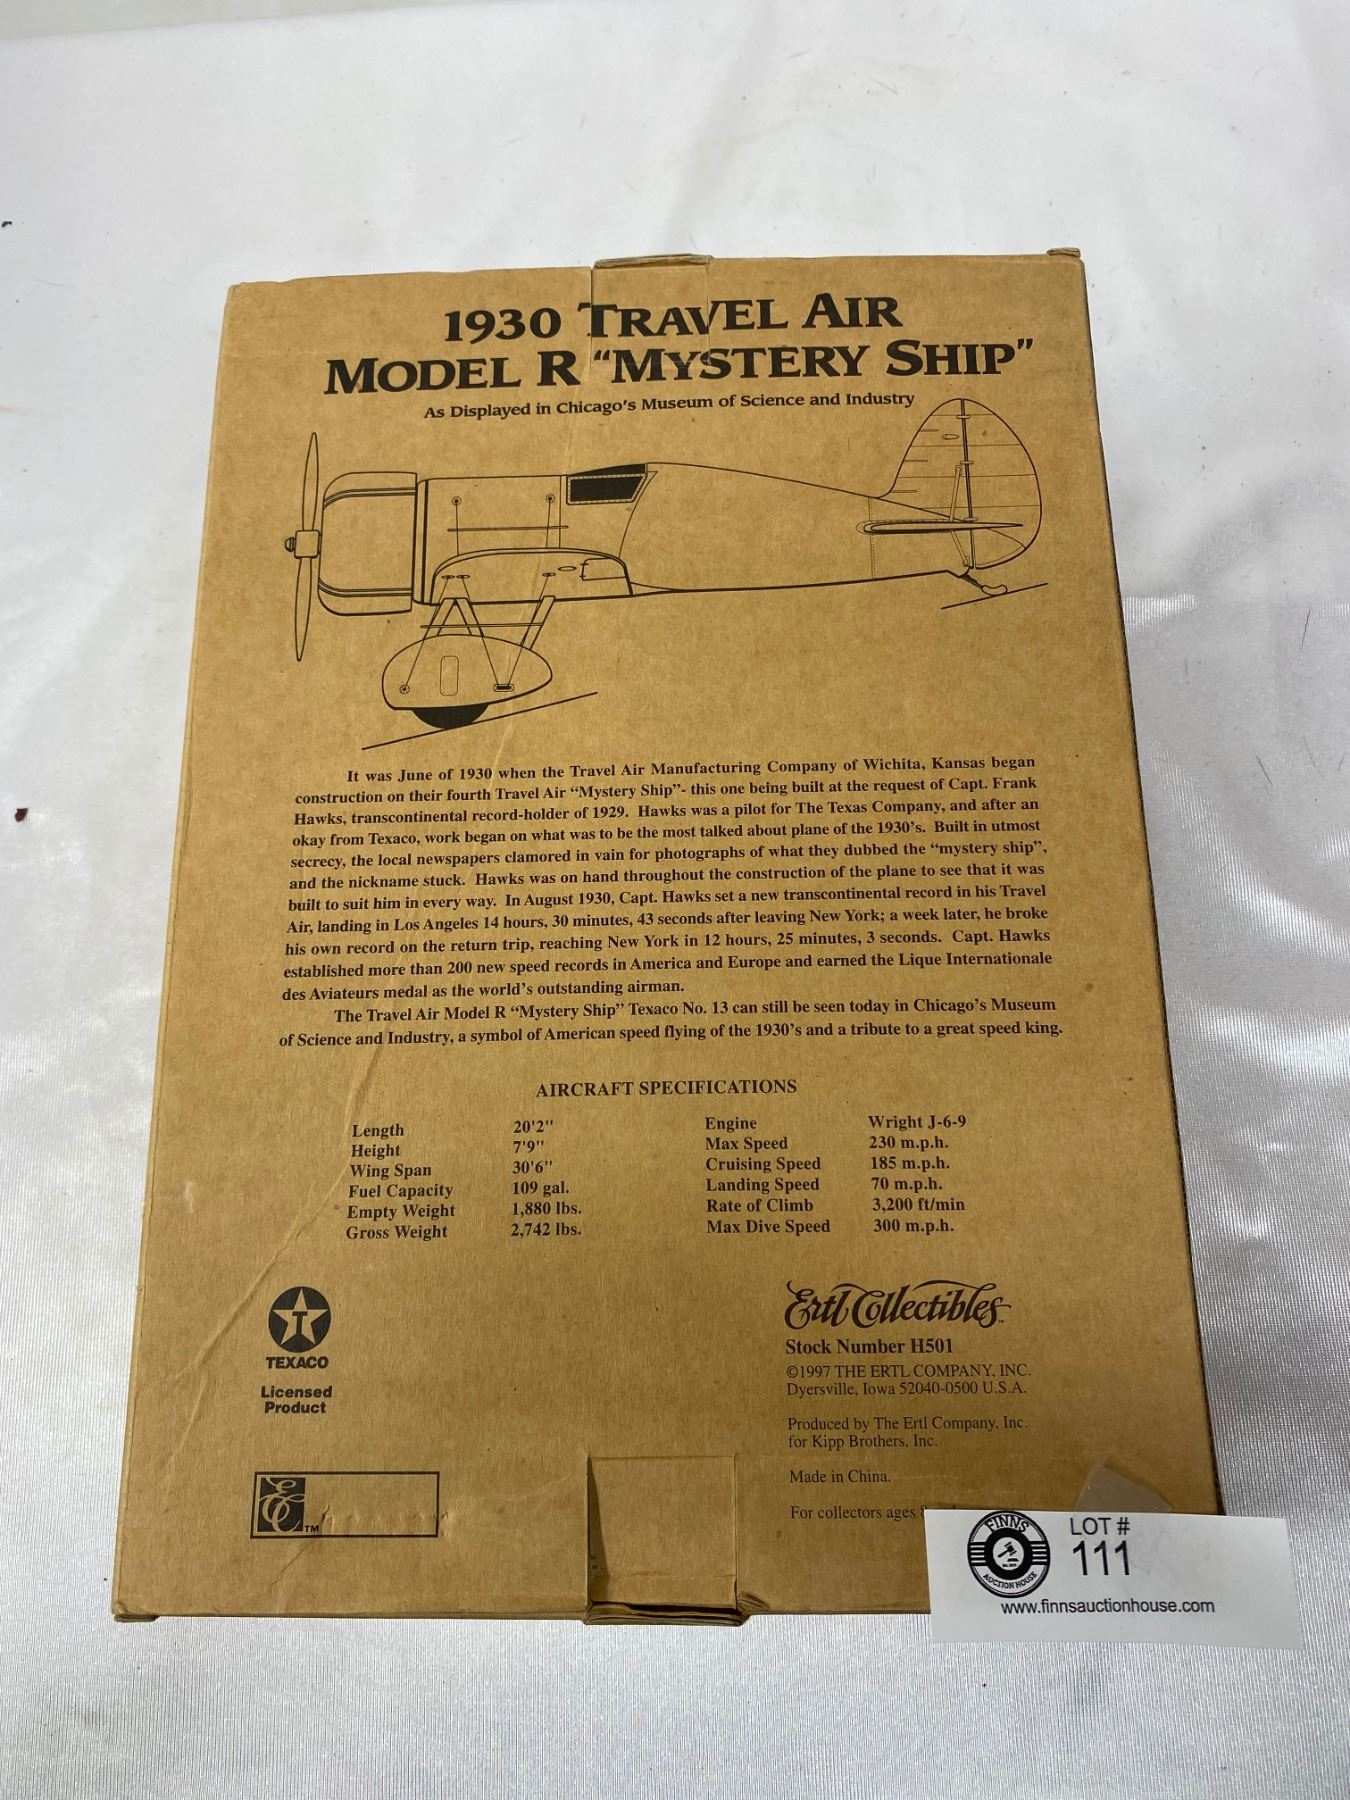 1930 TRAVEL AIR
MODEL R "MYSTERY SHIP"
As Displayed in Chicago's Museum of Science and Industry
It was June of 1930 when the Travel Air Manufacturing Company of Wichita, Kansas began
construction on their fourth Travel Air "Mystery Ship"- this one being built at the request of Capt. Frank
Hawks, transcontinental record-holder of 1929. Hawks was a pilot for The Texas Company, and after an
okay from Texaco, work began on what was to be the most talked about plane of the 1930's. Built in utmost
secrecy, the local newspapers clamored in vain for photographs of what they dubbed the "mystery ship",
and the nickname stuck. Hawks was on hand throughout the construction of the plane to see that it was
built to suit him in every way. In August 1930, Capt. Hawks set a new transcontinental record in his Travel
Air, landing in Los Angeles 14 hours, 30 minutes, 43 seconds after leaving New York; a week later, he broke
his own record on the return trip, reaching New York in 12 hours, 25 minutes, 3 seconds. Capt. Hawks
established more than 200 new speed records in America and Europe and earned the Lique Internationale
des Aviateurs medal as the world's outstanding airman.
The Travel Air Model R "Mystery Ship" Texaco No. 13 can still be seen today in Chicago's Museum
of Science and Industry, a symbol of American speed flying of the 1930's and a tribute to a great speed king.
AIRCRAFT SPECIFICATIONS
Length 20'2"
Height 7'9"
Wing Span 30'6"
Fuel Capacity 109 gal.
Empty Weight 1,880 lbs.
Gross Weight 2,742 lbs.
Engine Wright J-6-9
Max Speed 230 m.p.h.
Cruising Speed 185 m.p.h.
Landing Speed 70 m.p.h.
Rate of Climb 3,200 ft/min
Max Dive Speed 300 m.p.h.
T
TEXACO
Licensed
Product
EC TM
Ertl Collectibles™
Stock Number H501
©1997 THE ERTL COMPANY, INC.
Dyersville, Iowa 52040-0500 U.S.A.
Produced by The Ertl Company, Inc.
for Kipp Brothers, Inc.
Made in China.
For collectors ages
FINNS
AUCTION HOUSE
LOT #
111
www.finnsauctionhouse.com